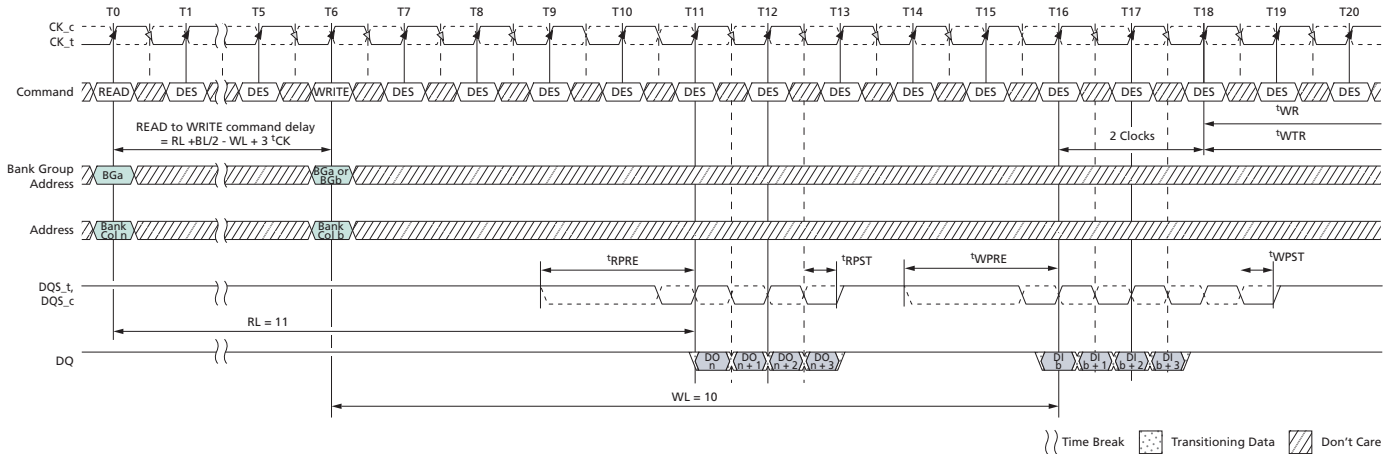 T0 T1 T5 T6 T7 T8 T9 T10 T11 T12 T13 T14 T15 T16 T17 T18 T19 T20
CK_c
CK_t
Command READ DES DES WRITE DES DES DES DES DES DES DES DES DES DES DES DES DES DES
tWR
READ to WRITE command delay
= RL +BL/2 - WL + 3 tCK
2 Clocks tWTR
Bank Group
Address
BGa
BGa or
BGb
Address
Bank
Col n
Bank
Col b
tRPRE tRPST tWPRE tWPST
DQS_t,
DQS_c
RL = 11
DQ
DO
n
DO
n + 1
DO
n + 2
DO
n + 3
DI
b
DI
b + 1
DI
b + 2
DI
b + 3
WL = 10
Time Break Transitioning Data Don't Care